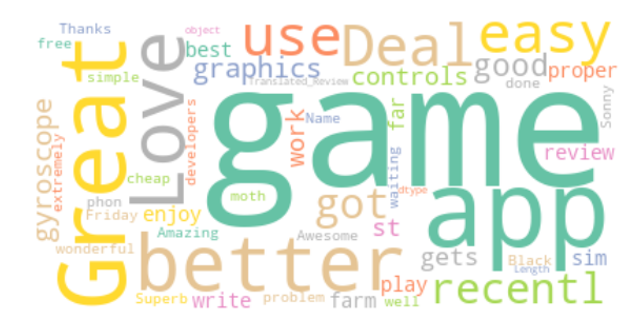 Thanks
object
free
best
use
Deal
easy
simple
graphics
Translated_Review
controls
good
proper
done
Great
Love
game
developers
work
Name
far
Sonny
review
gyroscope
extremely
cheap
moth
waiting
dtype
app
phon
Friday
enjoy
got
st
Amazing
Awesome
wonderful
better
gets
Black
sim
Length
play
recentl
Superb
write
problem
farm
well